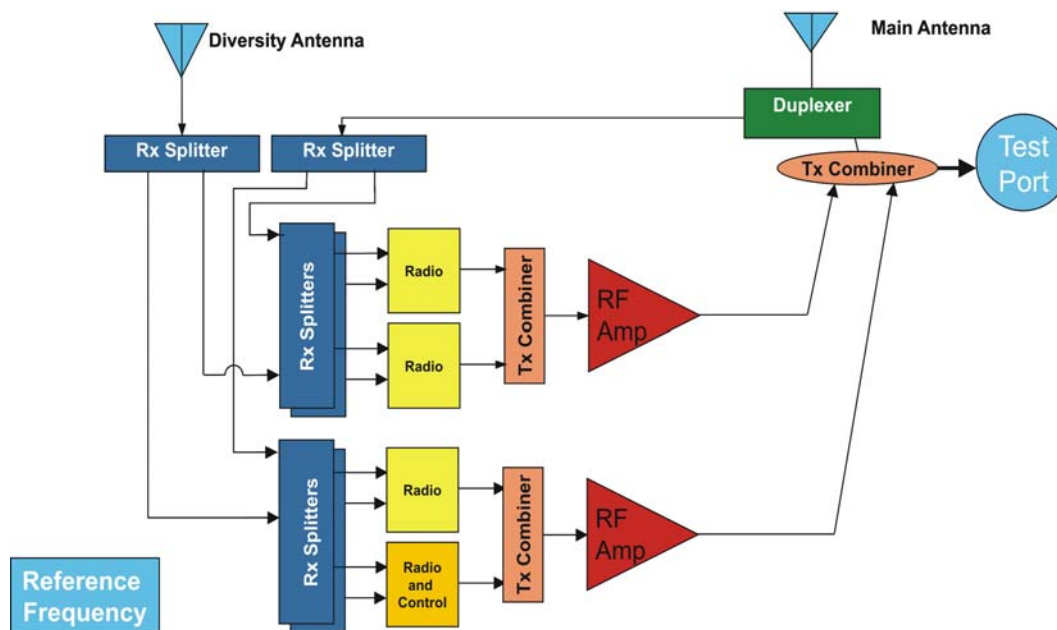 Diversity Antenna
Main Antenna
Duplexer
Rx Splitter
Rx Splitter
Tx Combiner
Test
Port
Rx Splitters
Radio
Radio
Tx Combiner
RF
Amp
Rx Splitters
Radio
Radio
and
Control
Tx Combiner
RF
Amp
Reference
Frequency